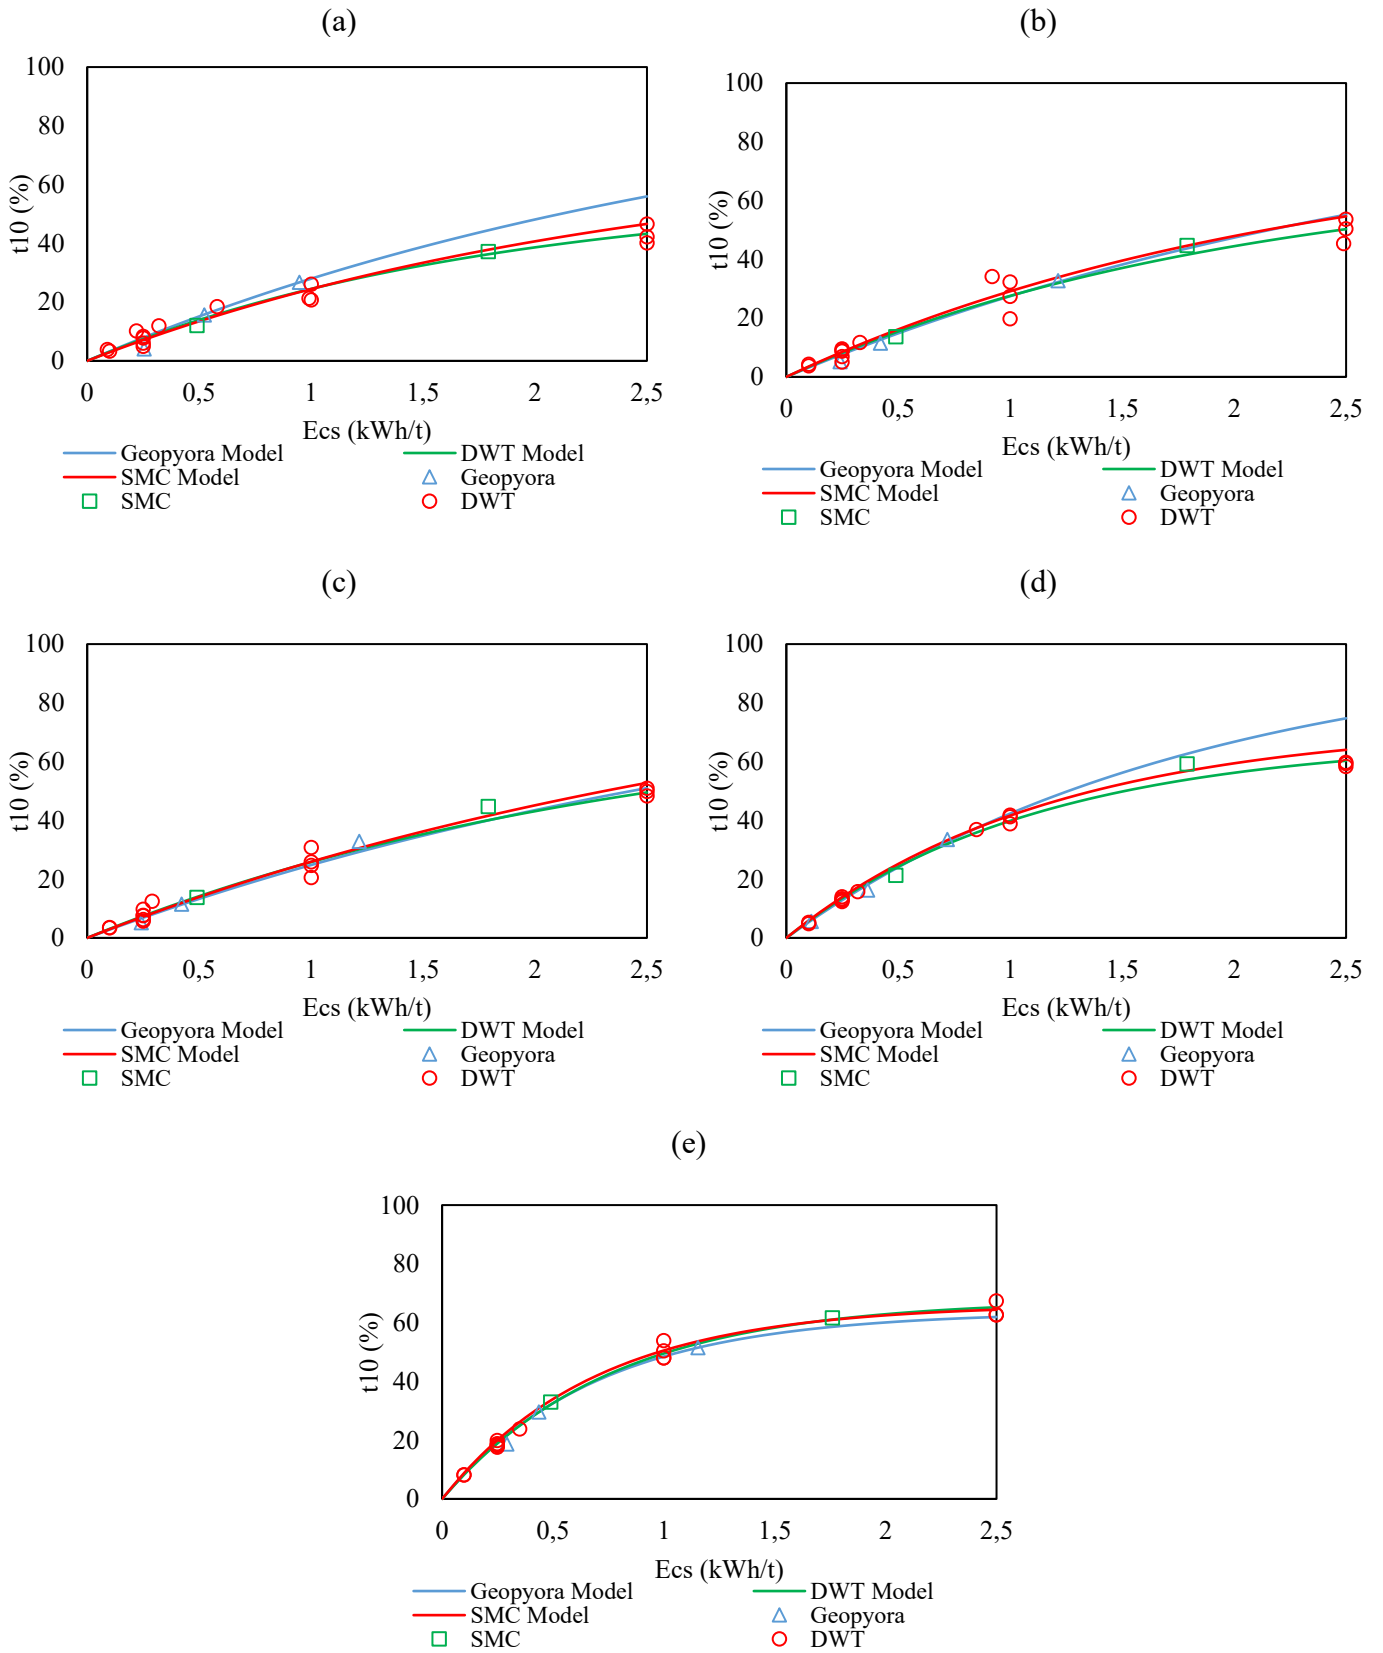 (a)
100
80
60
40
20
0
t10 (%)
0 0,5 1 1,5 2 2,5
Ecs (kWh/t)
Geopyora Model DWT Model
SMC Model Geopyora
SMC DWT
(b)
100
80
60
40
20
0
t10 (%)
0 0,5 1 1,5 2 2,5
Ecs (kWh/t)
Geopyora Model DWT Model
SMC Model Geopyora
SMC DWT
(c)
100
80
60
40
20
0
t10 (%)
0 0,5 1 1,5 2 2,5
Ecs (kWh/t)
Geopyora Model DWT Model
SMC Model Geopyora
SMC DWT
(d)
100
80
60
40
20
0
t10 (%)
0 0,5 1 1,5 2 2,5
Ecs (kWh/t)
Geopyora Model DWT Model
SMC Model Geopyora
SMC DWT
(e)
100
80
60
40
20
0
t10 (%)
0 0,5 1 1,5 2 2,5
Ecs (kWh/t)
Geopyora Model DWT Model
SMC Model Geopyora
SMC DWT